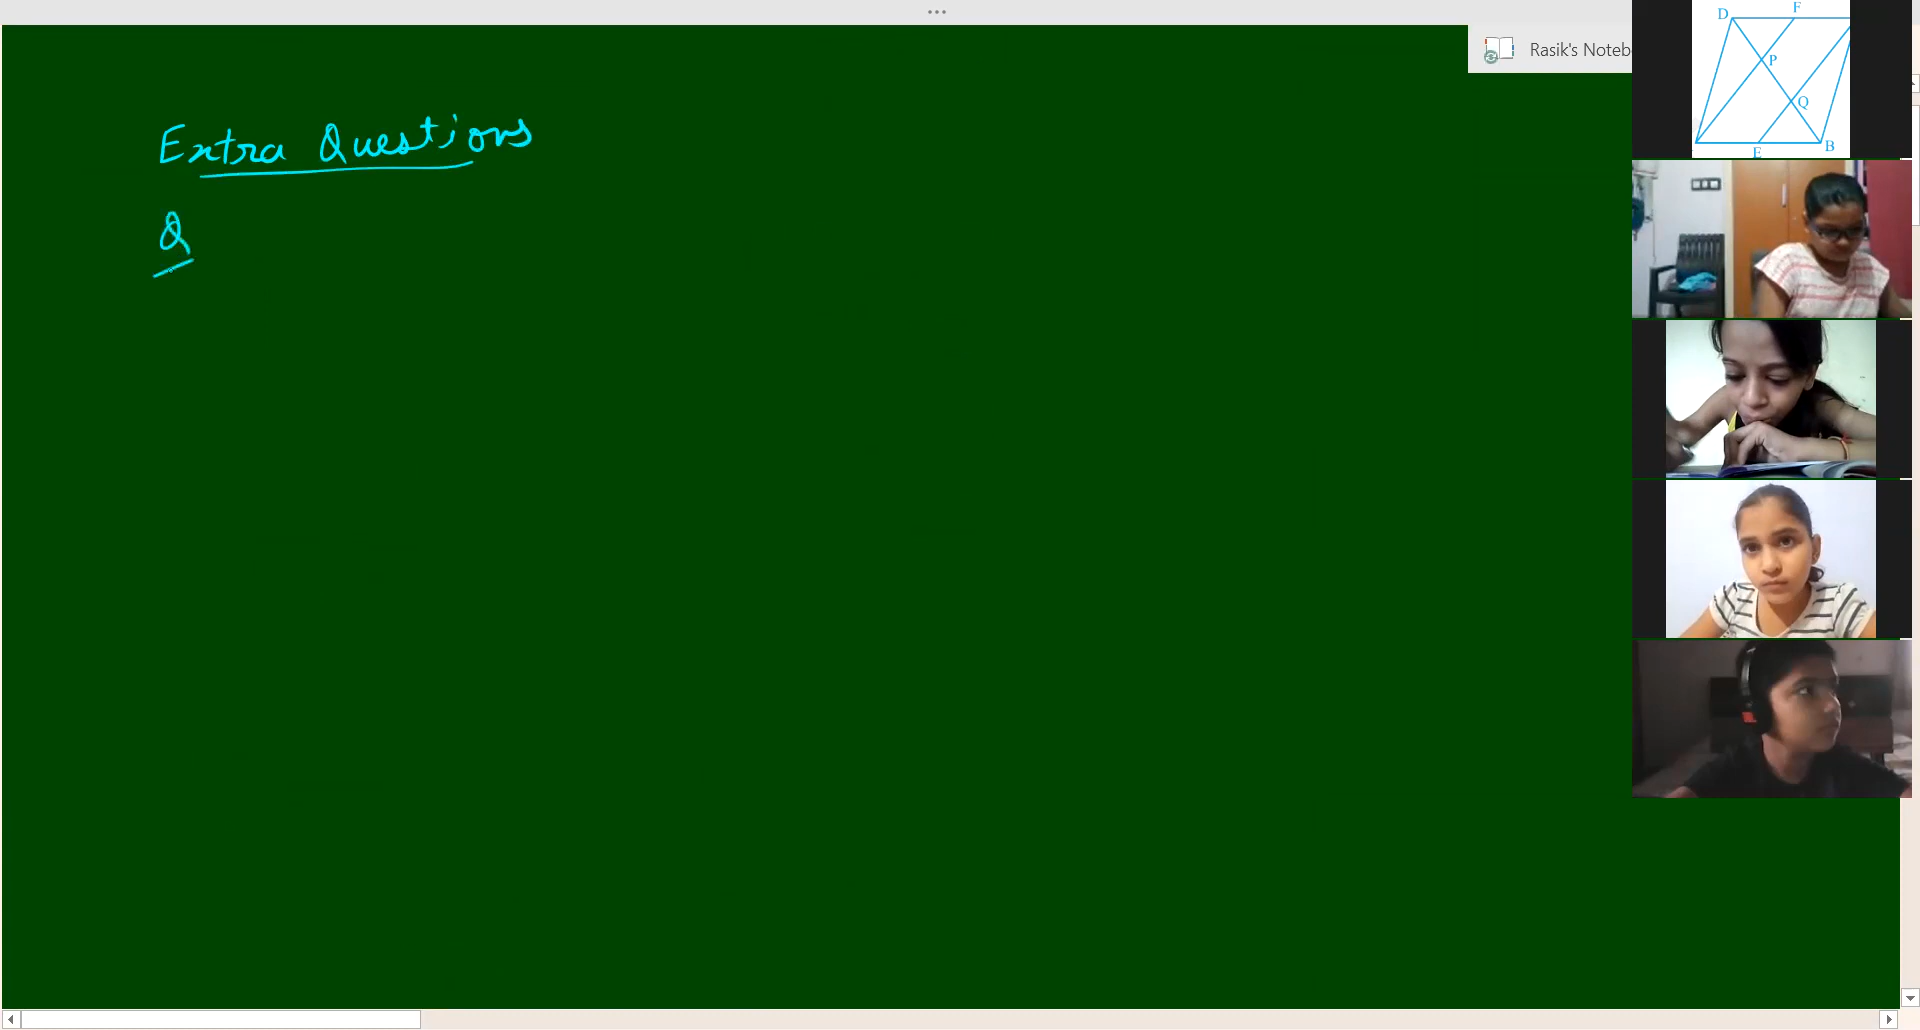 Extra Questions
Q
Rasik's Noteb
D F
P
Q
E B